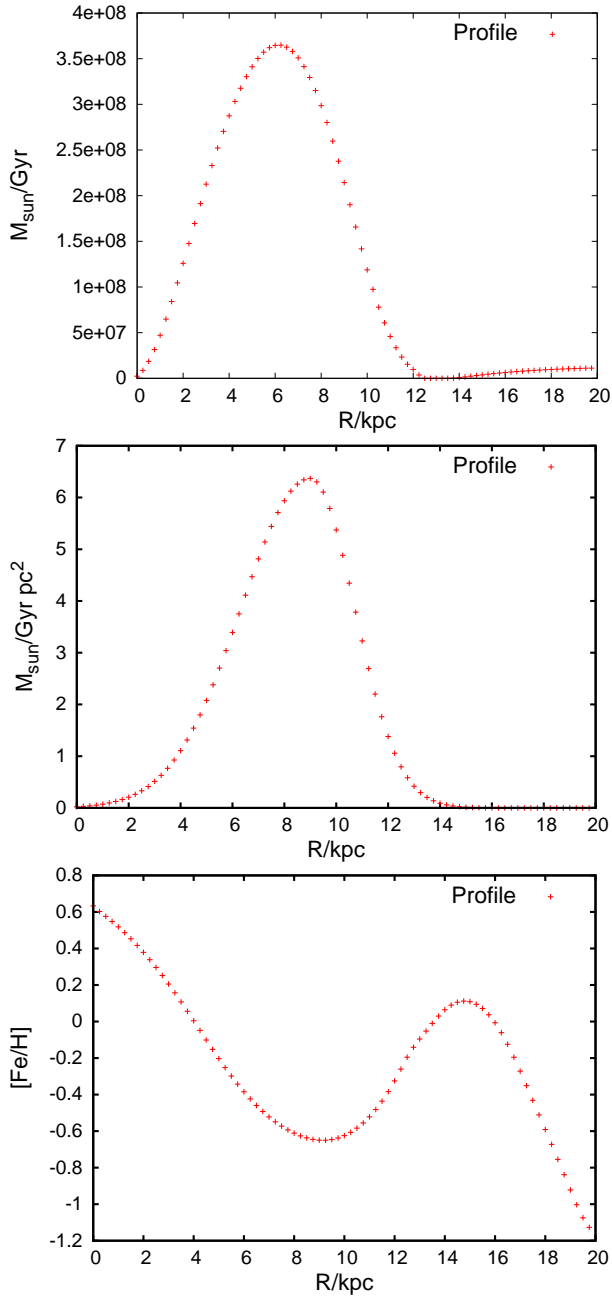 Profile
M_sun/Gyr
4e+08
3.5e+08
3e+08
2.5e+08
2e+08
1.5e+08
1e+08
5e+07
0
0 2 4 6 8 10 12 14 16 18 20
R/kpc
Profile
M_sun/Gyr pc²
7
6
5
4
3
2
1
0
0 2 4 6 8 10 12 14 16 18 20
R/kpc
Profile
[Fe/H]
0.8
0.6
0.4
0.2
0
-0.2
-0.4
-0.6
-0.8
-1
-1.2
0 2 4 6 8 10 12 14 16 18 20
R/kpc